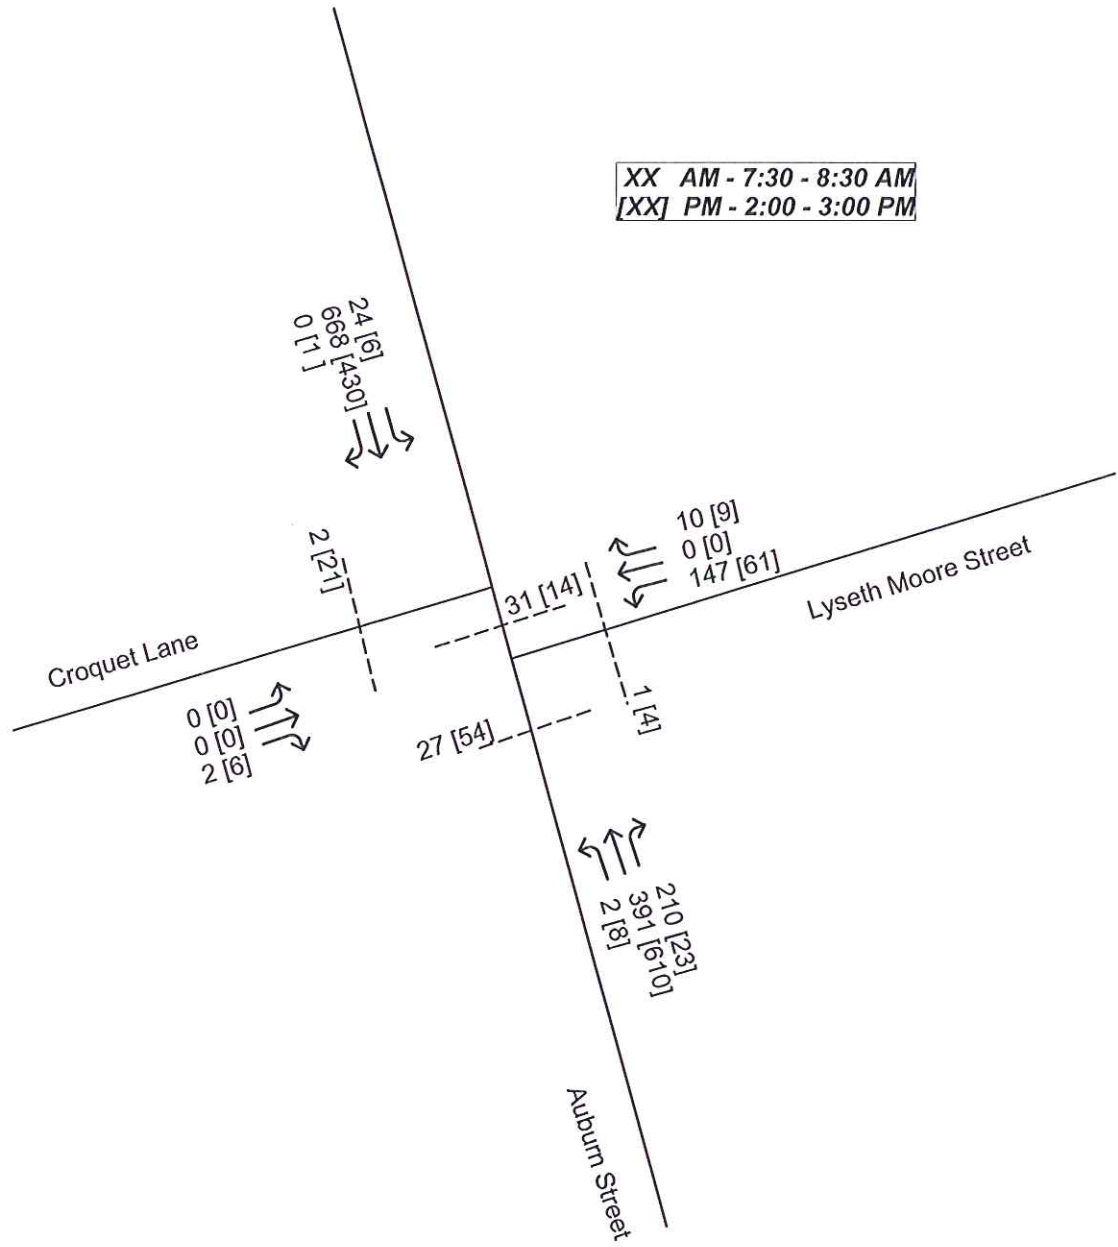 XX AM - 7:30 - 8:30 AM
[XX] PM - 2:00 - 3:00 PM
24 [6]
668 [430]
0 [1 ]
10 [9]
0 [0]
147 [61]
Lyseth Moore Street
2 [21]
31 [14]
Croquet Lane
0 [0]
0 [0]
2 [6]
27 [54]
1 [4]
210 [23]
391 [610]
2 [8]
Auburn Street